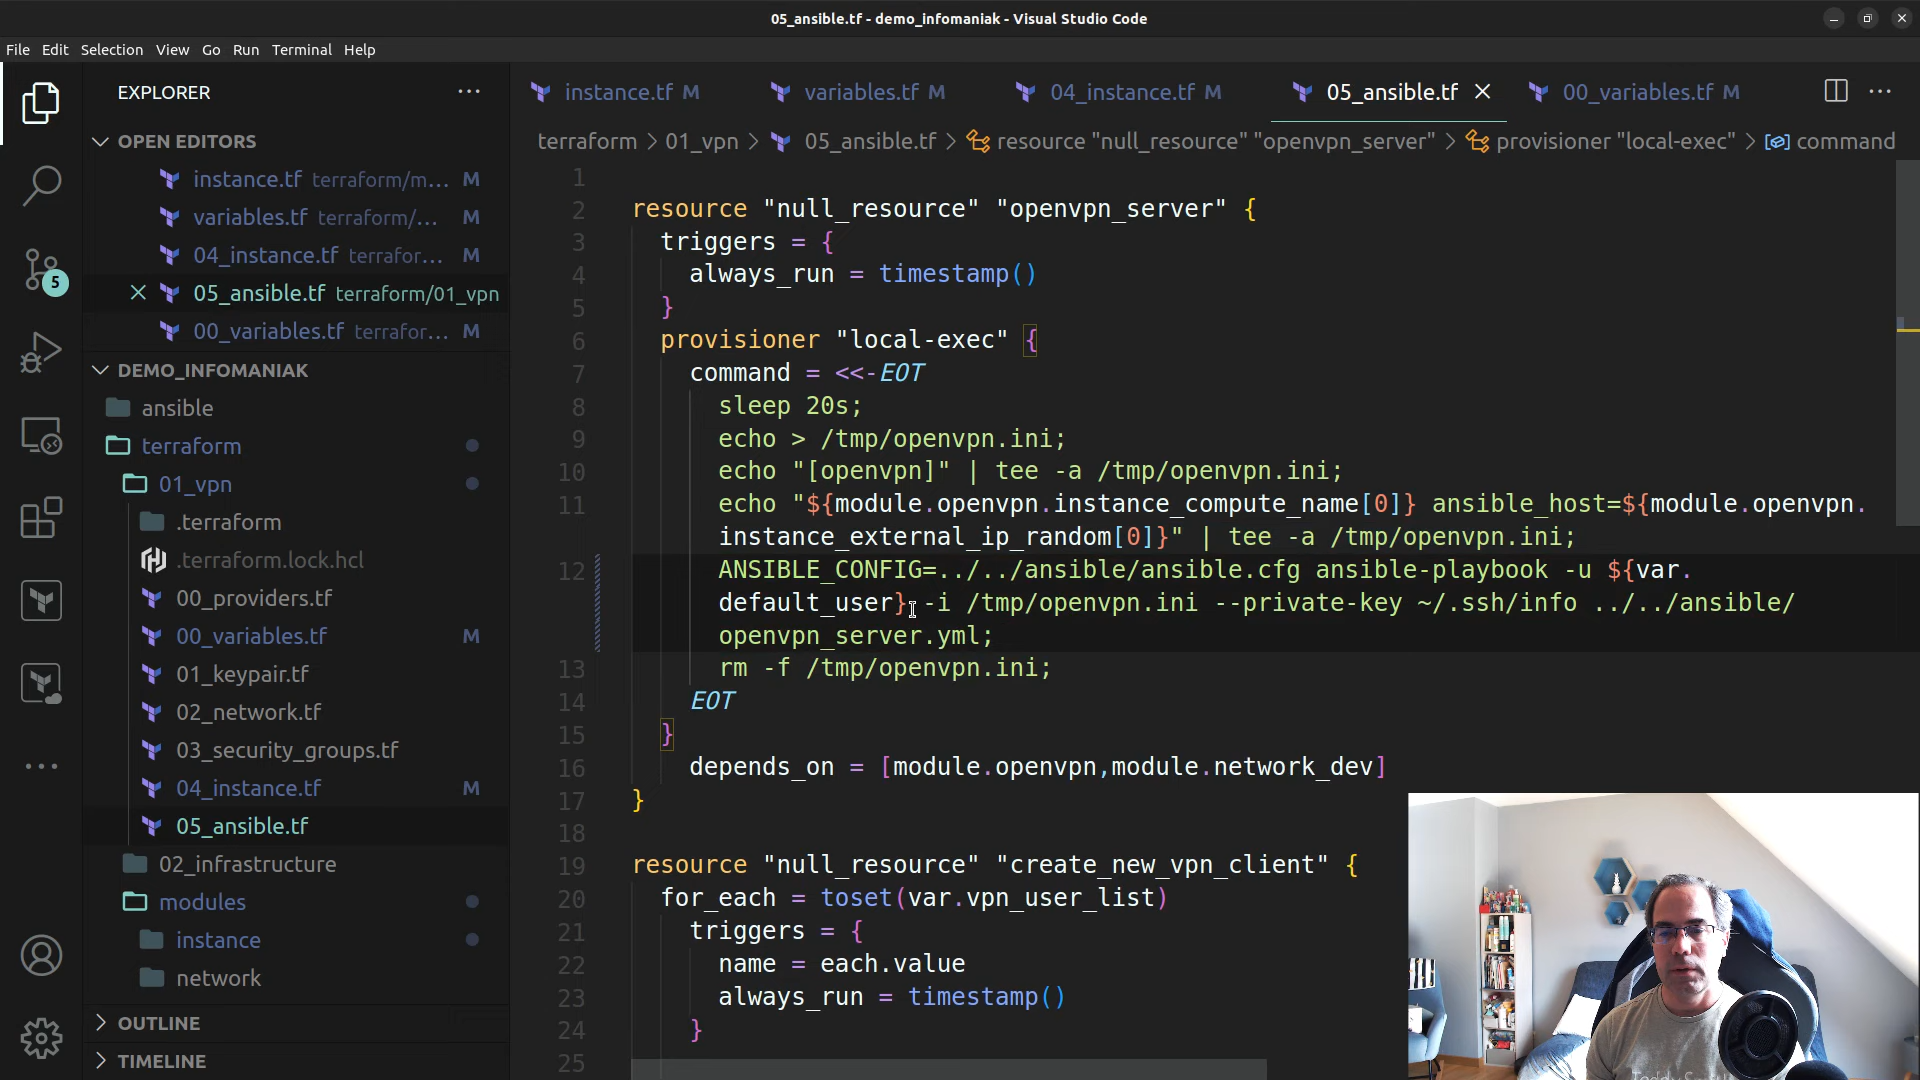 05_ansible.tf - demo_infomaniak - Visual Studio Code
File Edit Selection View Go Run Terminal Help
EXPLORER
OPEN EDITORS
instance.tf terraform/m... M
variables.tf terraform/... M
04_instance.tf terrafor... M
05_ansible.tf terraform/01_vpn
00_variables.tf terrafor... M
DEMO_INFOMANIAK
ansible
terraform
01_vpn
.terraform
.terraform.lock.hcl
00_providers.tf
00_variables.tf M
01_keypair.tf
02_network.tf
03_security_groups.tf
04_instance.tf M
05_ansible.tf
02_infrastructure
modules
instance
network
OUTLINE
TIMELINE
5
instance.tf M variables.tf M 04_instance.tf M 05_ansible.tf 00_variables.tf M
terraform > 01_vpn > 05_ansible.tf > resource "null_resource" "openvpn_server" > provisioner "local-exec" > command
1
2 resource "null_resource" "openvpn_server" {
3 triggers = {
4 always_run = timestamp()
5 }
6 provisioner "local-exec" {
7 command = <<-EOT
8 sleep 20s;
9 echo > /tmp/openvpn.ini;
10 echo "[openvpn]" | tee -a /tmp/openvpn.ini;
11 echo "${module.openvpn.instance_compute_name[0]} ansible_host=${module.openvpn.
instance_external_ip_random[0]}" | tee -a /tmp/openvpn.ini;
12 ANSIBLE_CONFIG=../../ansible/ansible.cfg ansible-playbook -u ${var.
default_user} -i /tmp/openvpn.ini --private-key ~/.ssh/info ../../ansible/
openvpn_server.yml;
13 rm -f /tmp/openvpn.ini;
14 EOT
15 }
16 depends_on = [module.openvpn,module.network_dev]
17 }
18
19 resource "null_resource" "create_new_vpn_client" {
20 for_each = toset(var.vpn_user_list)
21 triggers = {
22 name = each.value
23 always_run = timestamp()
24 }
25